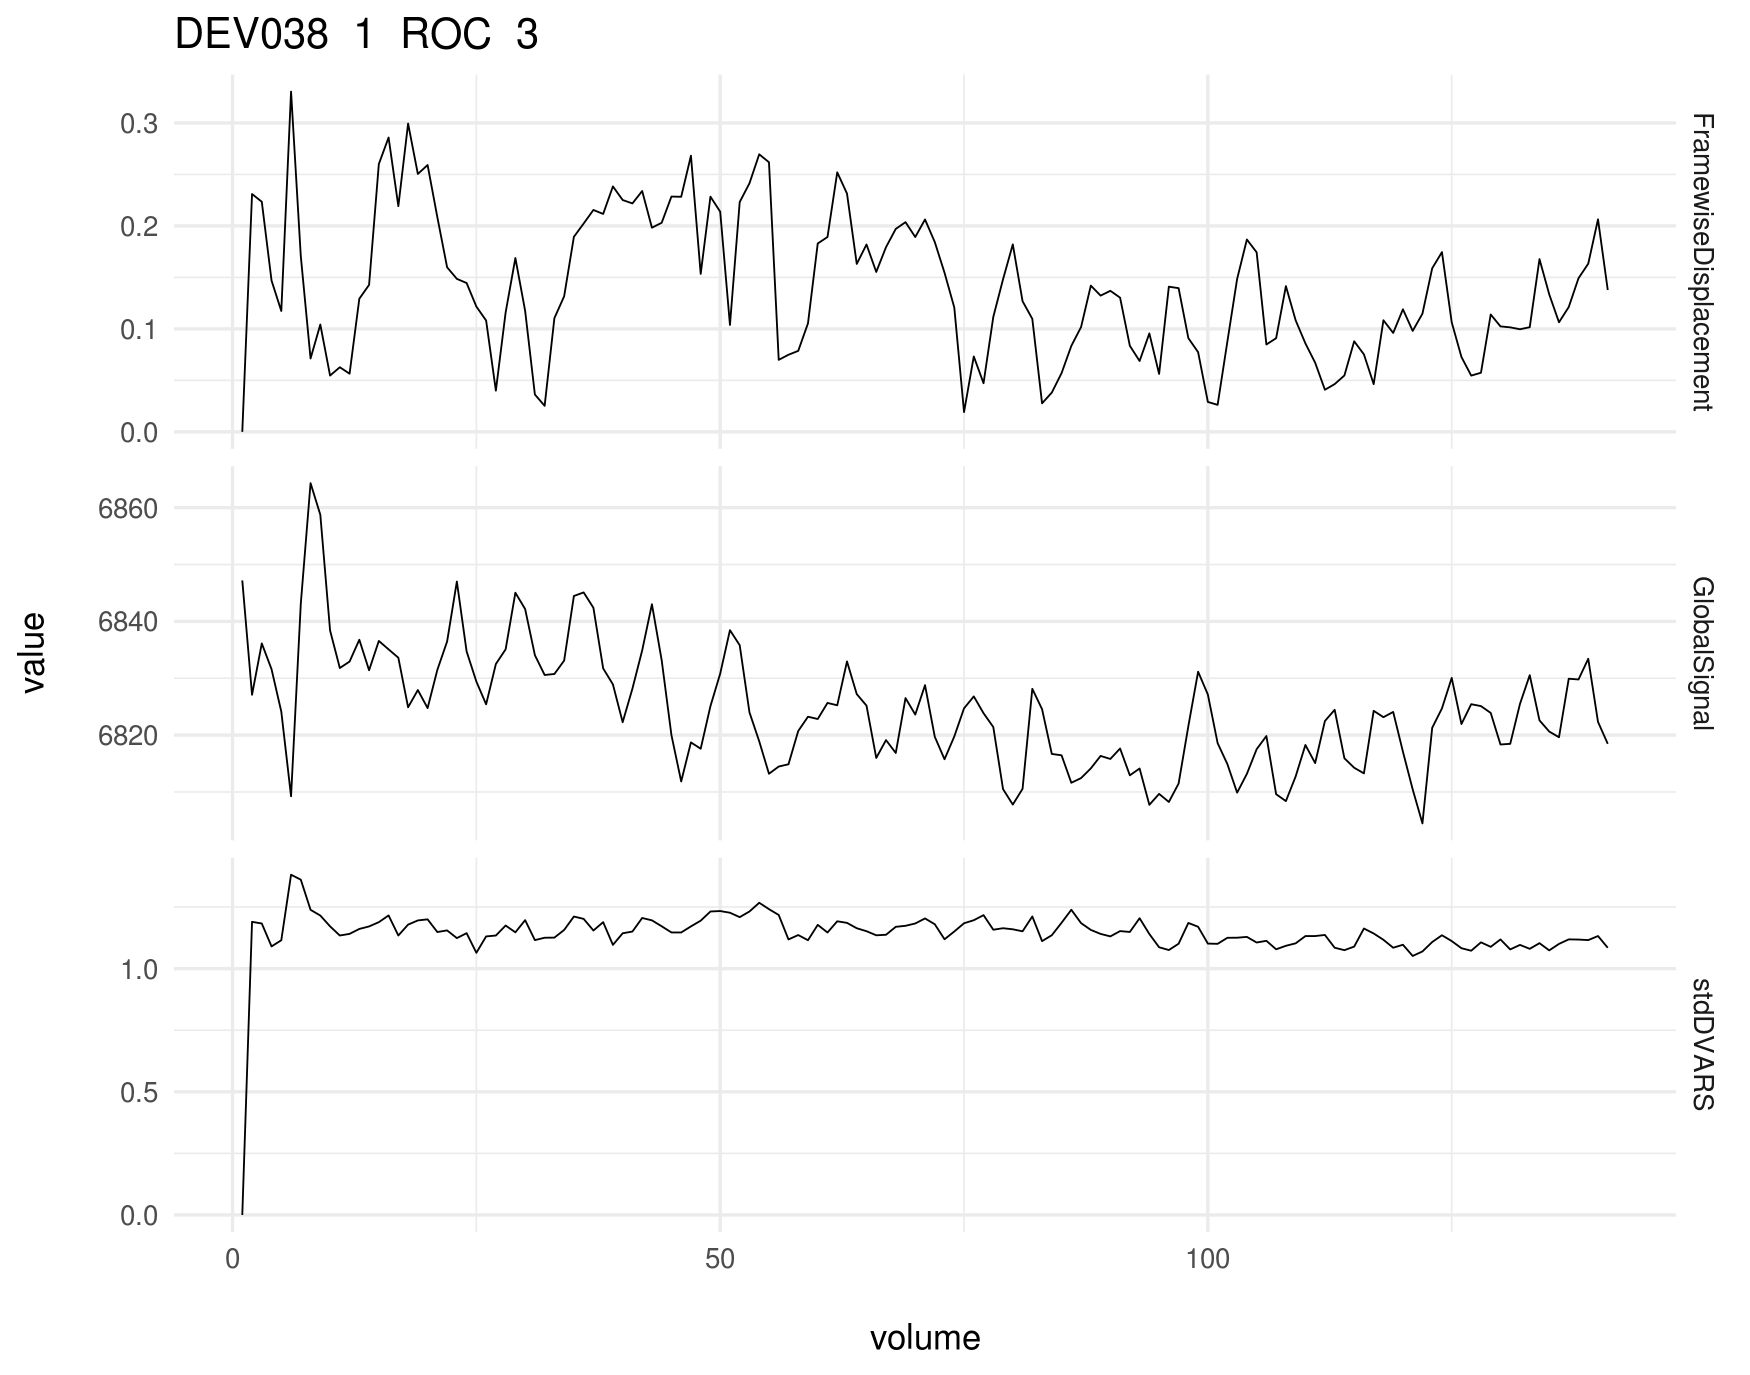 DEV038 1 ROC 3
0.3
0.2
0.1
0.0
FramewiseDisplacement
6860
6840
6820
GlobalSignal
1.0
0.5
0.0
stdDVARS
value
0 50 100
volume